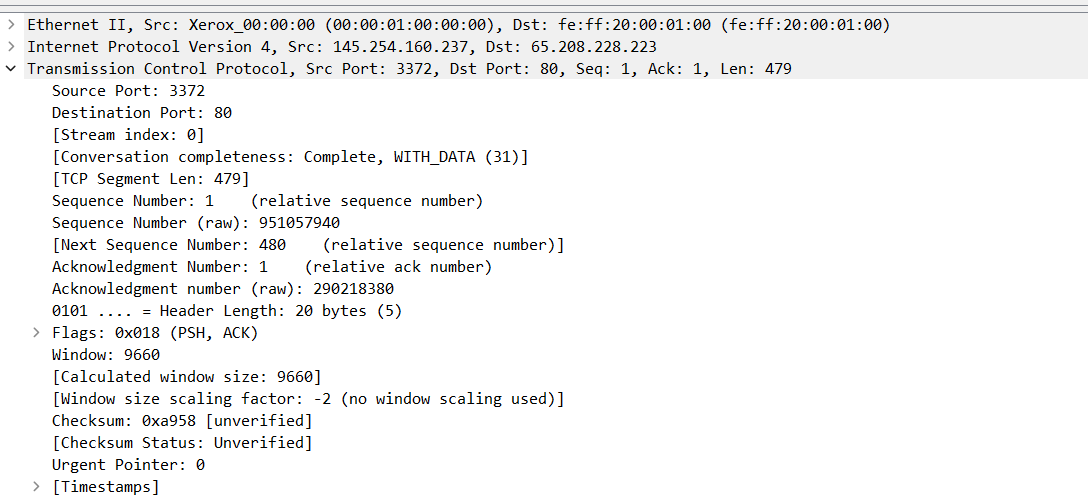 Ethernet II, Src: Xerox_00:00:00 (00:00:01:00:00:00), Dst: fe:ff:20:00:01:00 (fe:ff:20:00:01:00)
Internet Protocol Version 4, Src: 145.254.160.237, Dst: 65.208.228.223
Transmission Control Protocol, Src Port: 3372, Dst Port: 80, Seq: 1, Ack: 1, Len: 479
Source Port: 3372
Destination Port: 80
[Stream index: 0]
[Conversation completeness: Complete, WITH_DATA (31)]
[TCP Segment Len: 479]
Sequence Number: 1    (relative sequence number)
Sequence Number (raw): 951057940
[Next Sequence Number: 480    (relative sequence number)]
Acknowledgment Number: 1    (relative ack number)
Acknowledgment number (raw): 290218380
0101 .... = Header Length: 20 bytes (5)
Flags: 0x018 (PSH, ACK)
Window: 9660
[Calculated window size: 9660]
[Window size scaling factor: -2 (no window scaling used)]
Checksum: 0xa958 [unverified]
[Checksum Status: Unverified]
Urgent Pointer: 0
[Timestamps]